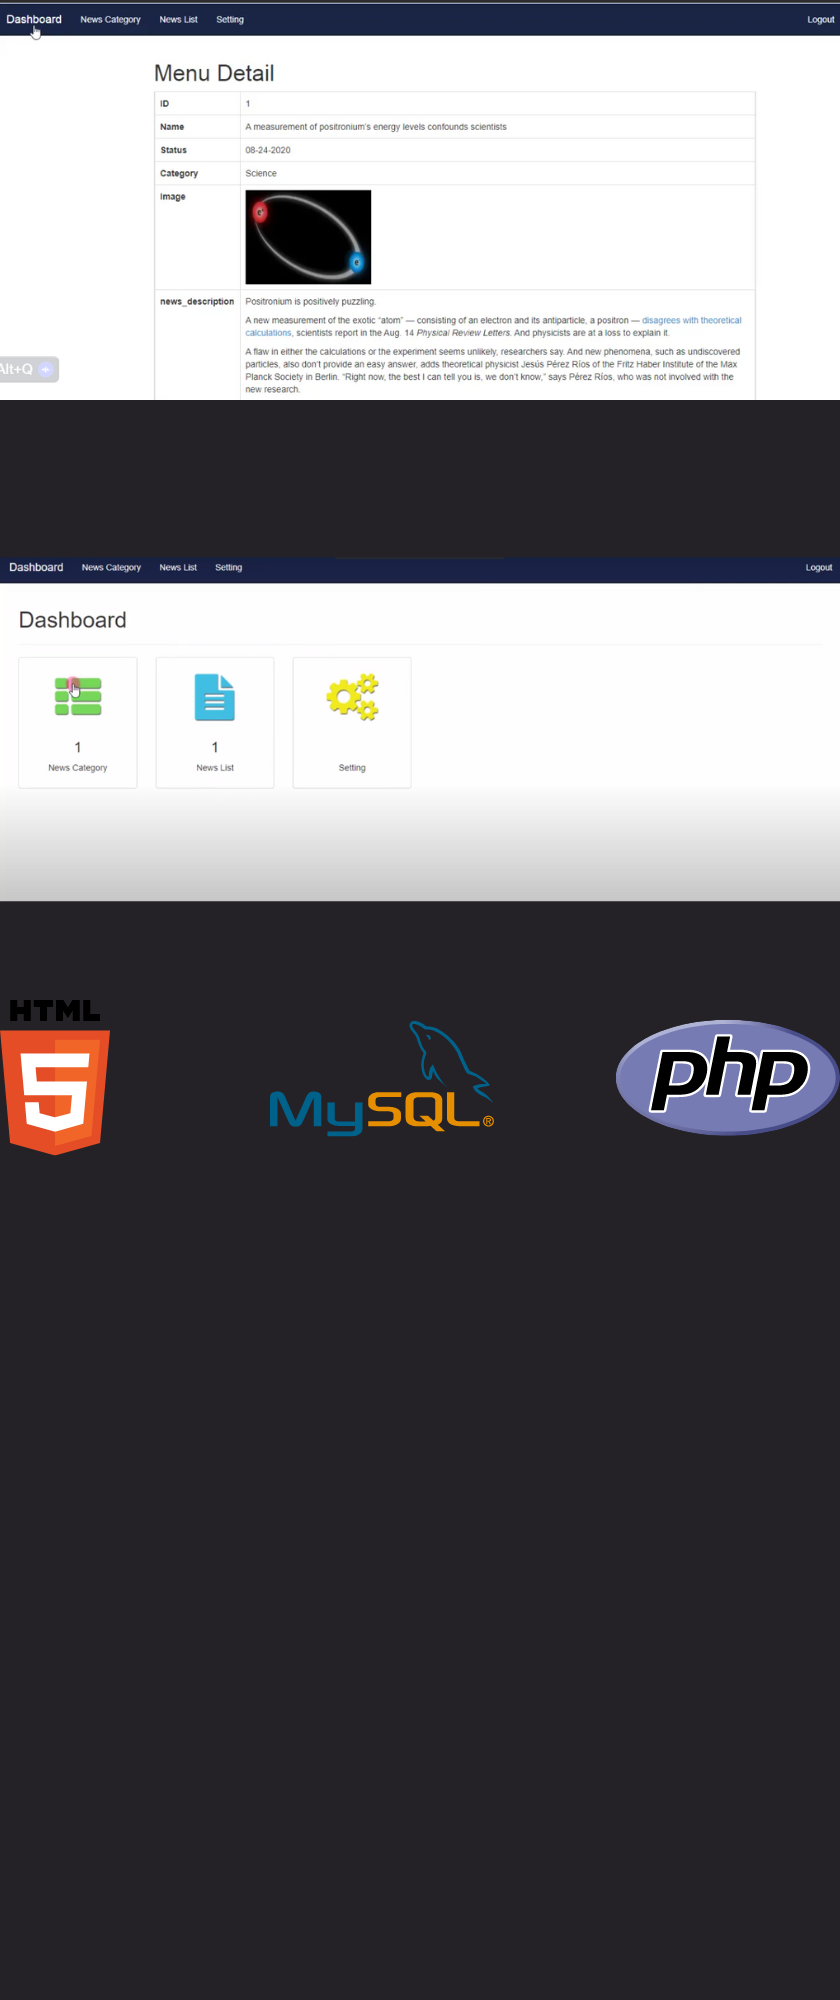 Dashboard News Category News List Setting Logout
Menu Detail
ID 1
Name A measurement of positronium's energy levels confounds scientists
Status 08-24-2020
Category Science
Image
e
e
news_description Positronium is positively puzzling.
A new measurement of the exotic “atom” — consisting of an electron and its antiparticle, a positron — disagrees with theoretical
calculations, scientists report in the Aug. 14 Physical Review Letters. And physicists are at a loss to explain it.
A flaw in either the calculations or the experiment seems unlikely, researchers say. And new phenomena, such as undiscovered
particles, also don’t provide an easy answer, adds theoretical physicist Jesús Pérez Ríos of the Fritz Haber Institute of the Max
Planck Society in Berlin. “Right now, the best I can tell you is, we don’t know,” says Pérez Ríos, who was not involved with the
new research.
Alt+Q
Dashboard News Category News List Setting Logout
Dashboard
1 1
News Category News List Setting
HTML
5
MySQL®
php